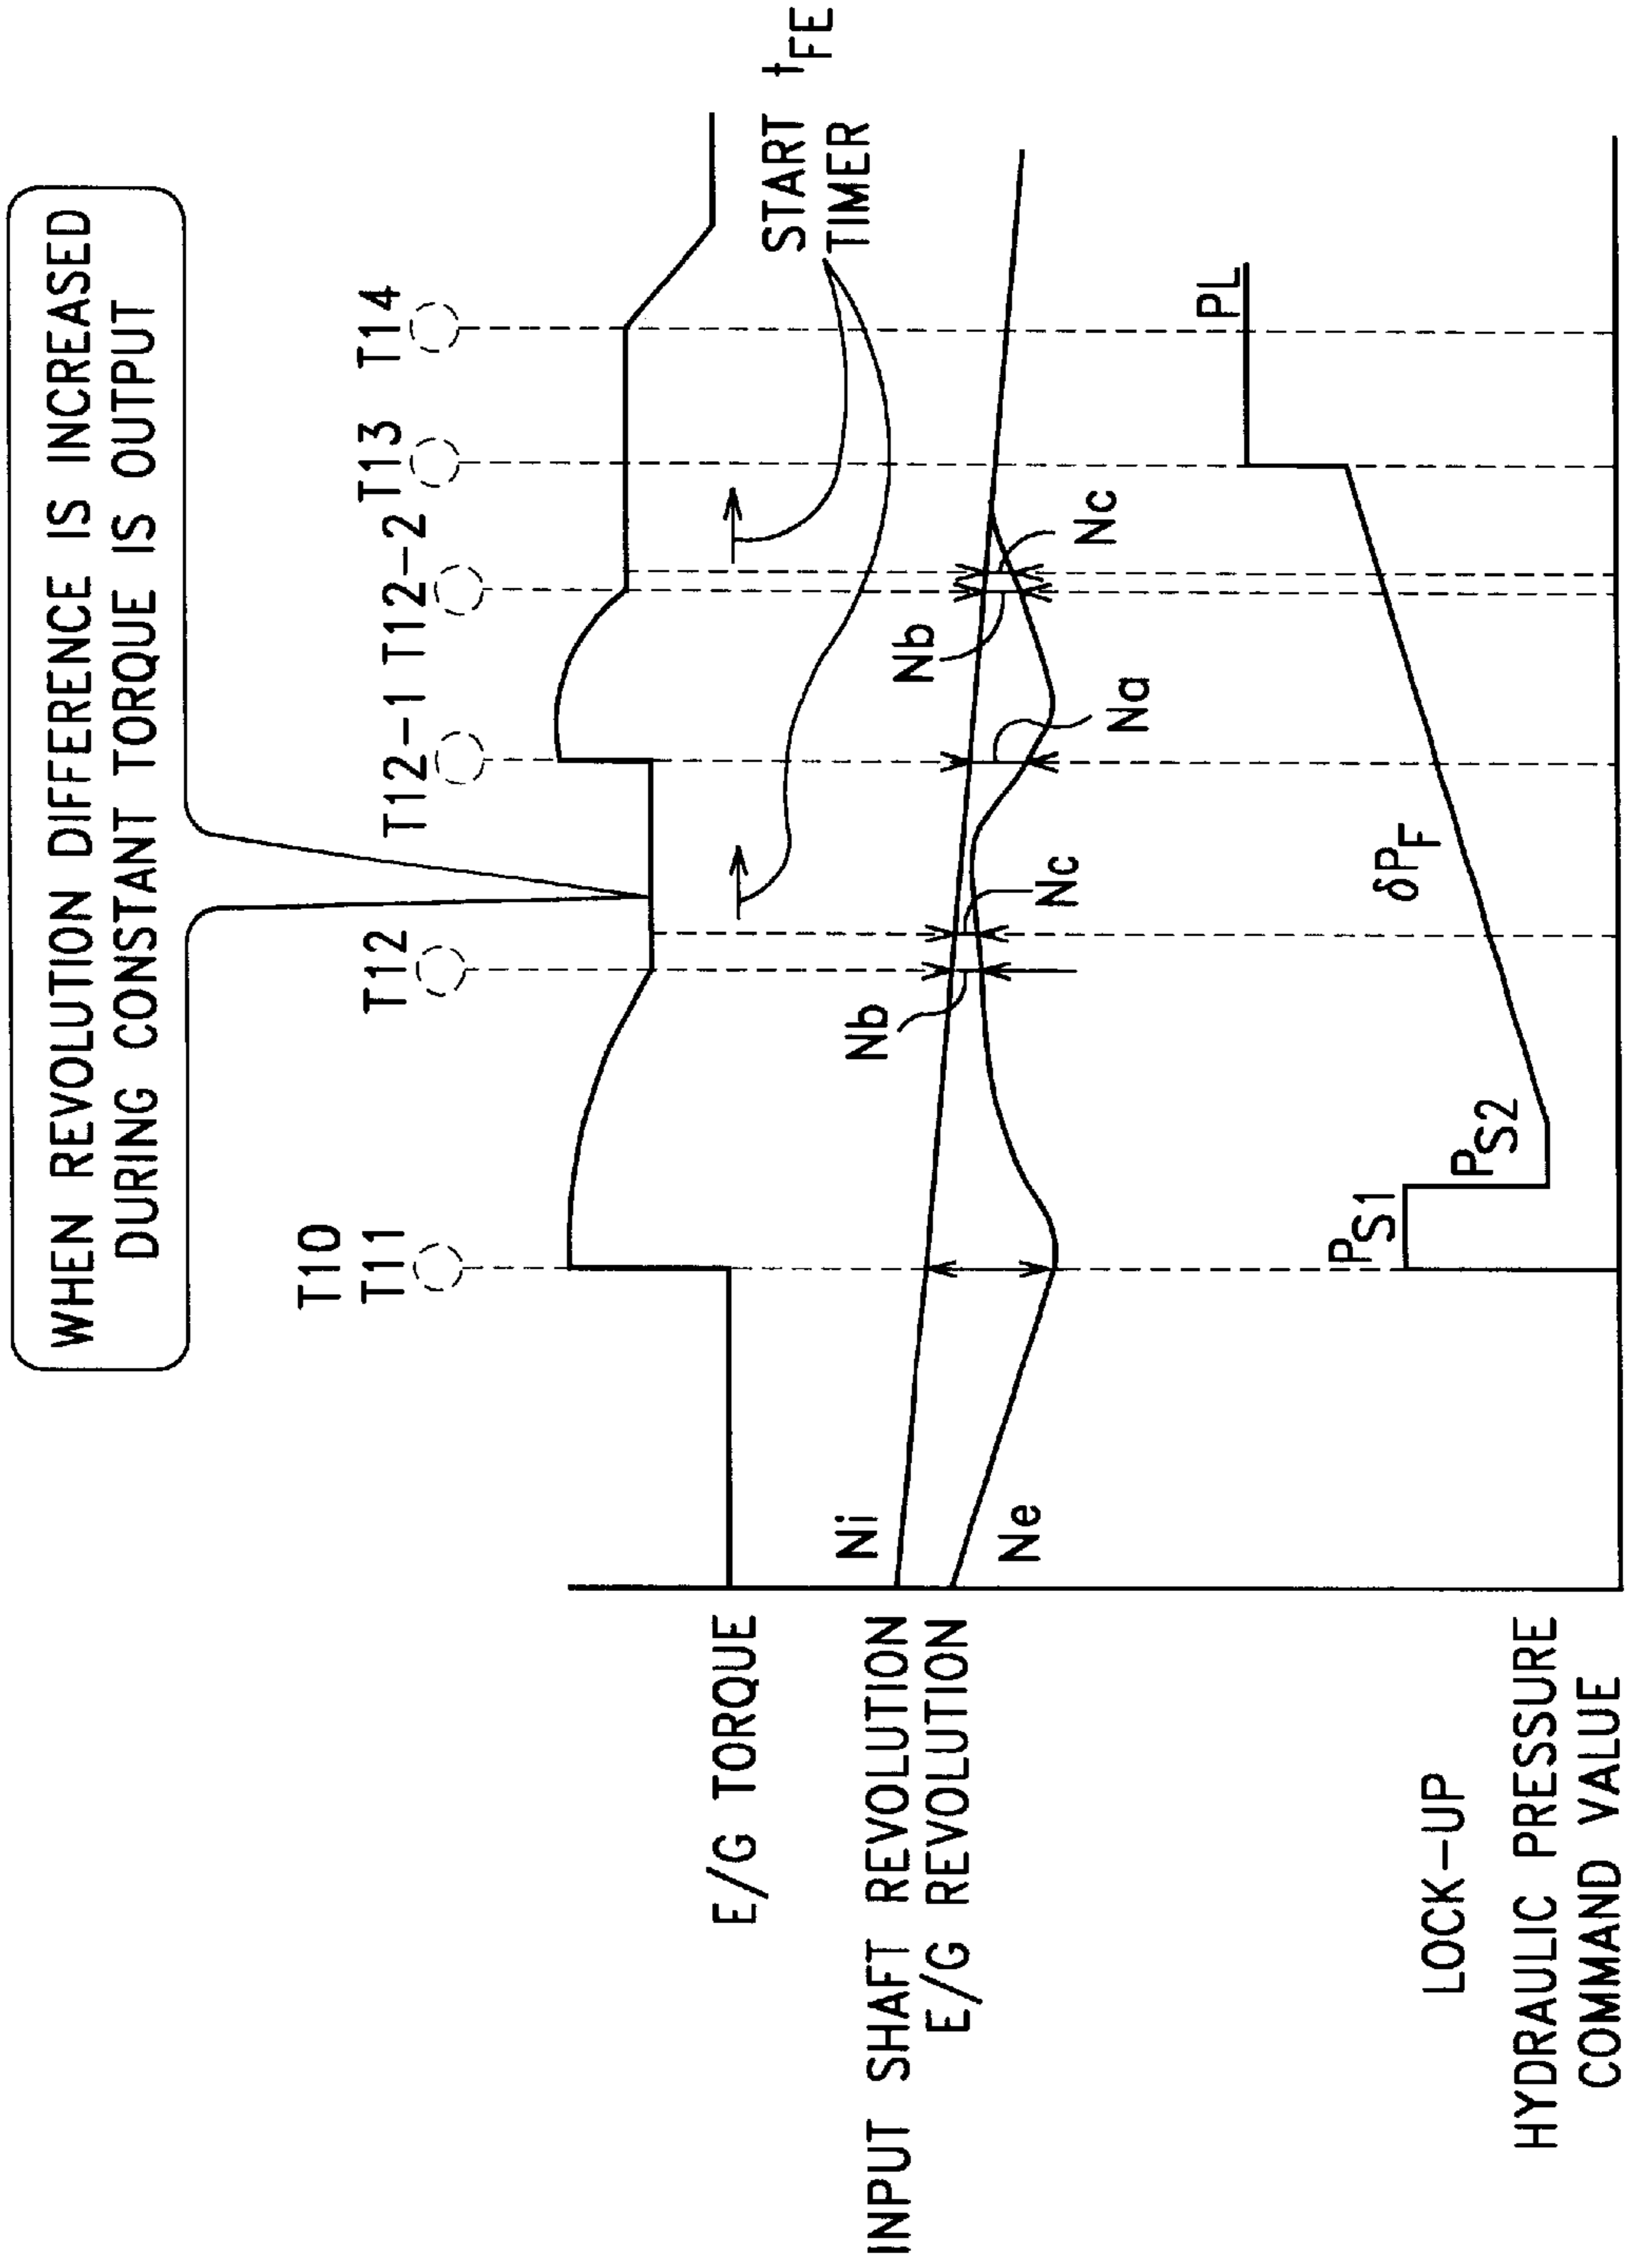 WHEN REVOLUTION DIFFERENCE IS INCREASED
DURING CONSTANT TORQUE IS OUTPUT
T10
T11
T12
T12-1
T12-2
T13
T14
E/G TORQUE
START tFE
TIMER
INPUT SHAFT REVOLUTION
E/G REVOLUTION
Ni
Ne
Nb
Nc
Na
Nb
Nc
LOCK-UP
HYDRAULIC PRESSURE
COMMAND VALUE
PS1
PS2
δPF
PL